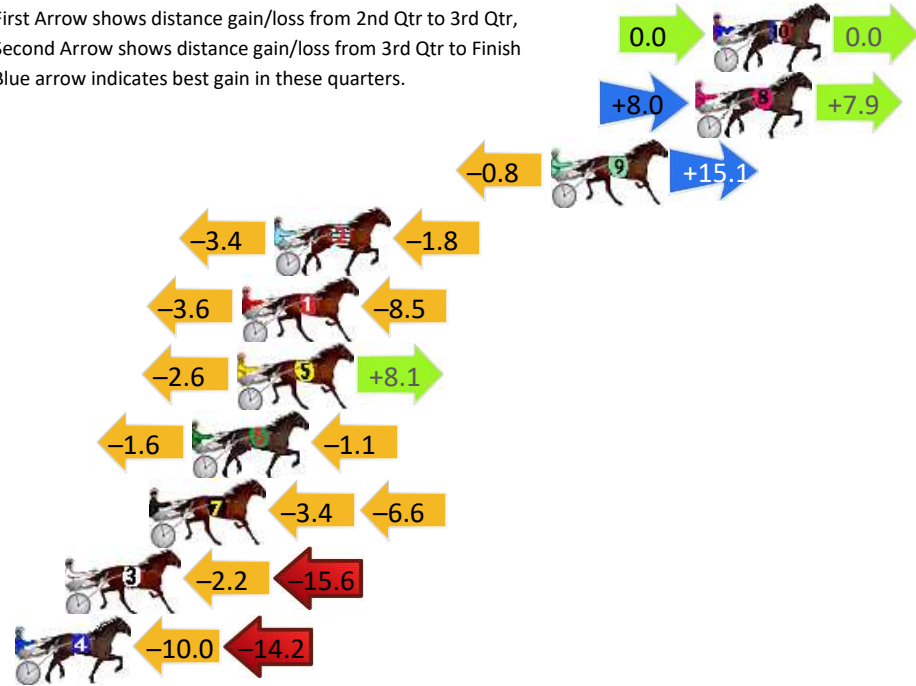 First Arrow shows distance gain/loss from 2nd Qtr to 3rd Qtr,
Second Arrow shows distance gain/loss from 3rd Qtr to Finish
Blue arrow indicates best gain in these quarters.
0.0 10 0.0
+8.0 8 +7.9
−0.8 9 +15.1
−3.4 2 −1.8
−3.6 1 −8.5
−2.6 5 +8.1
−1.6 6 −1.1
7 −3.4 −6.6
3 −2.2 −15.6
4 −10.0 −14.2